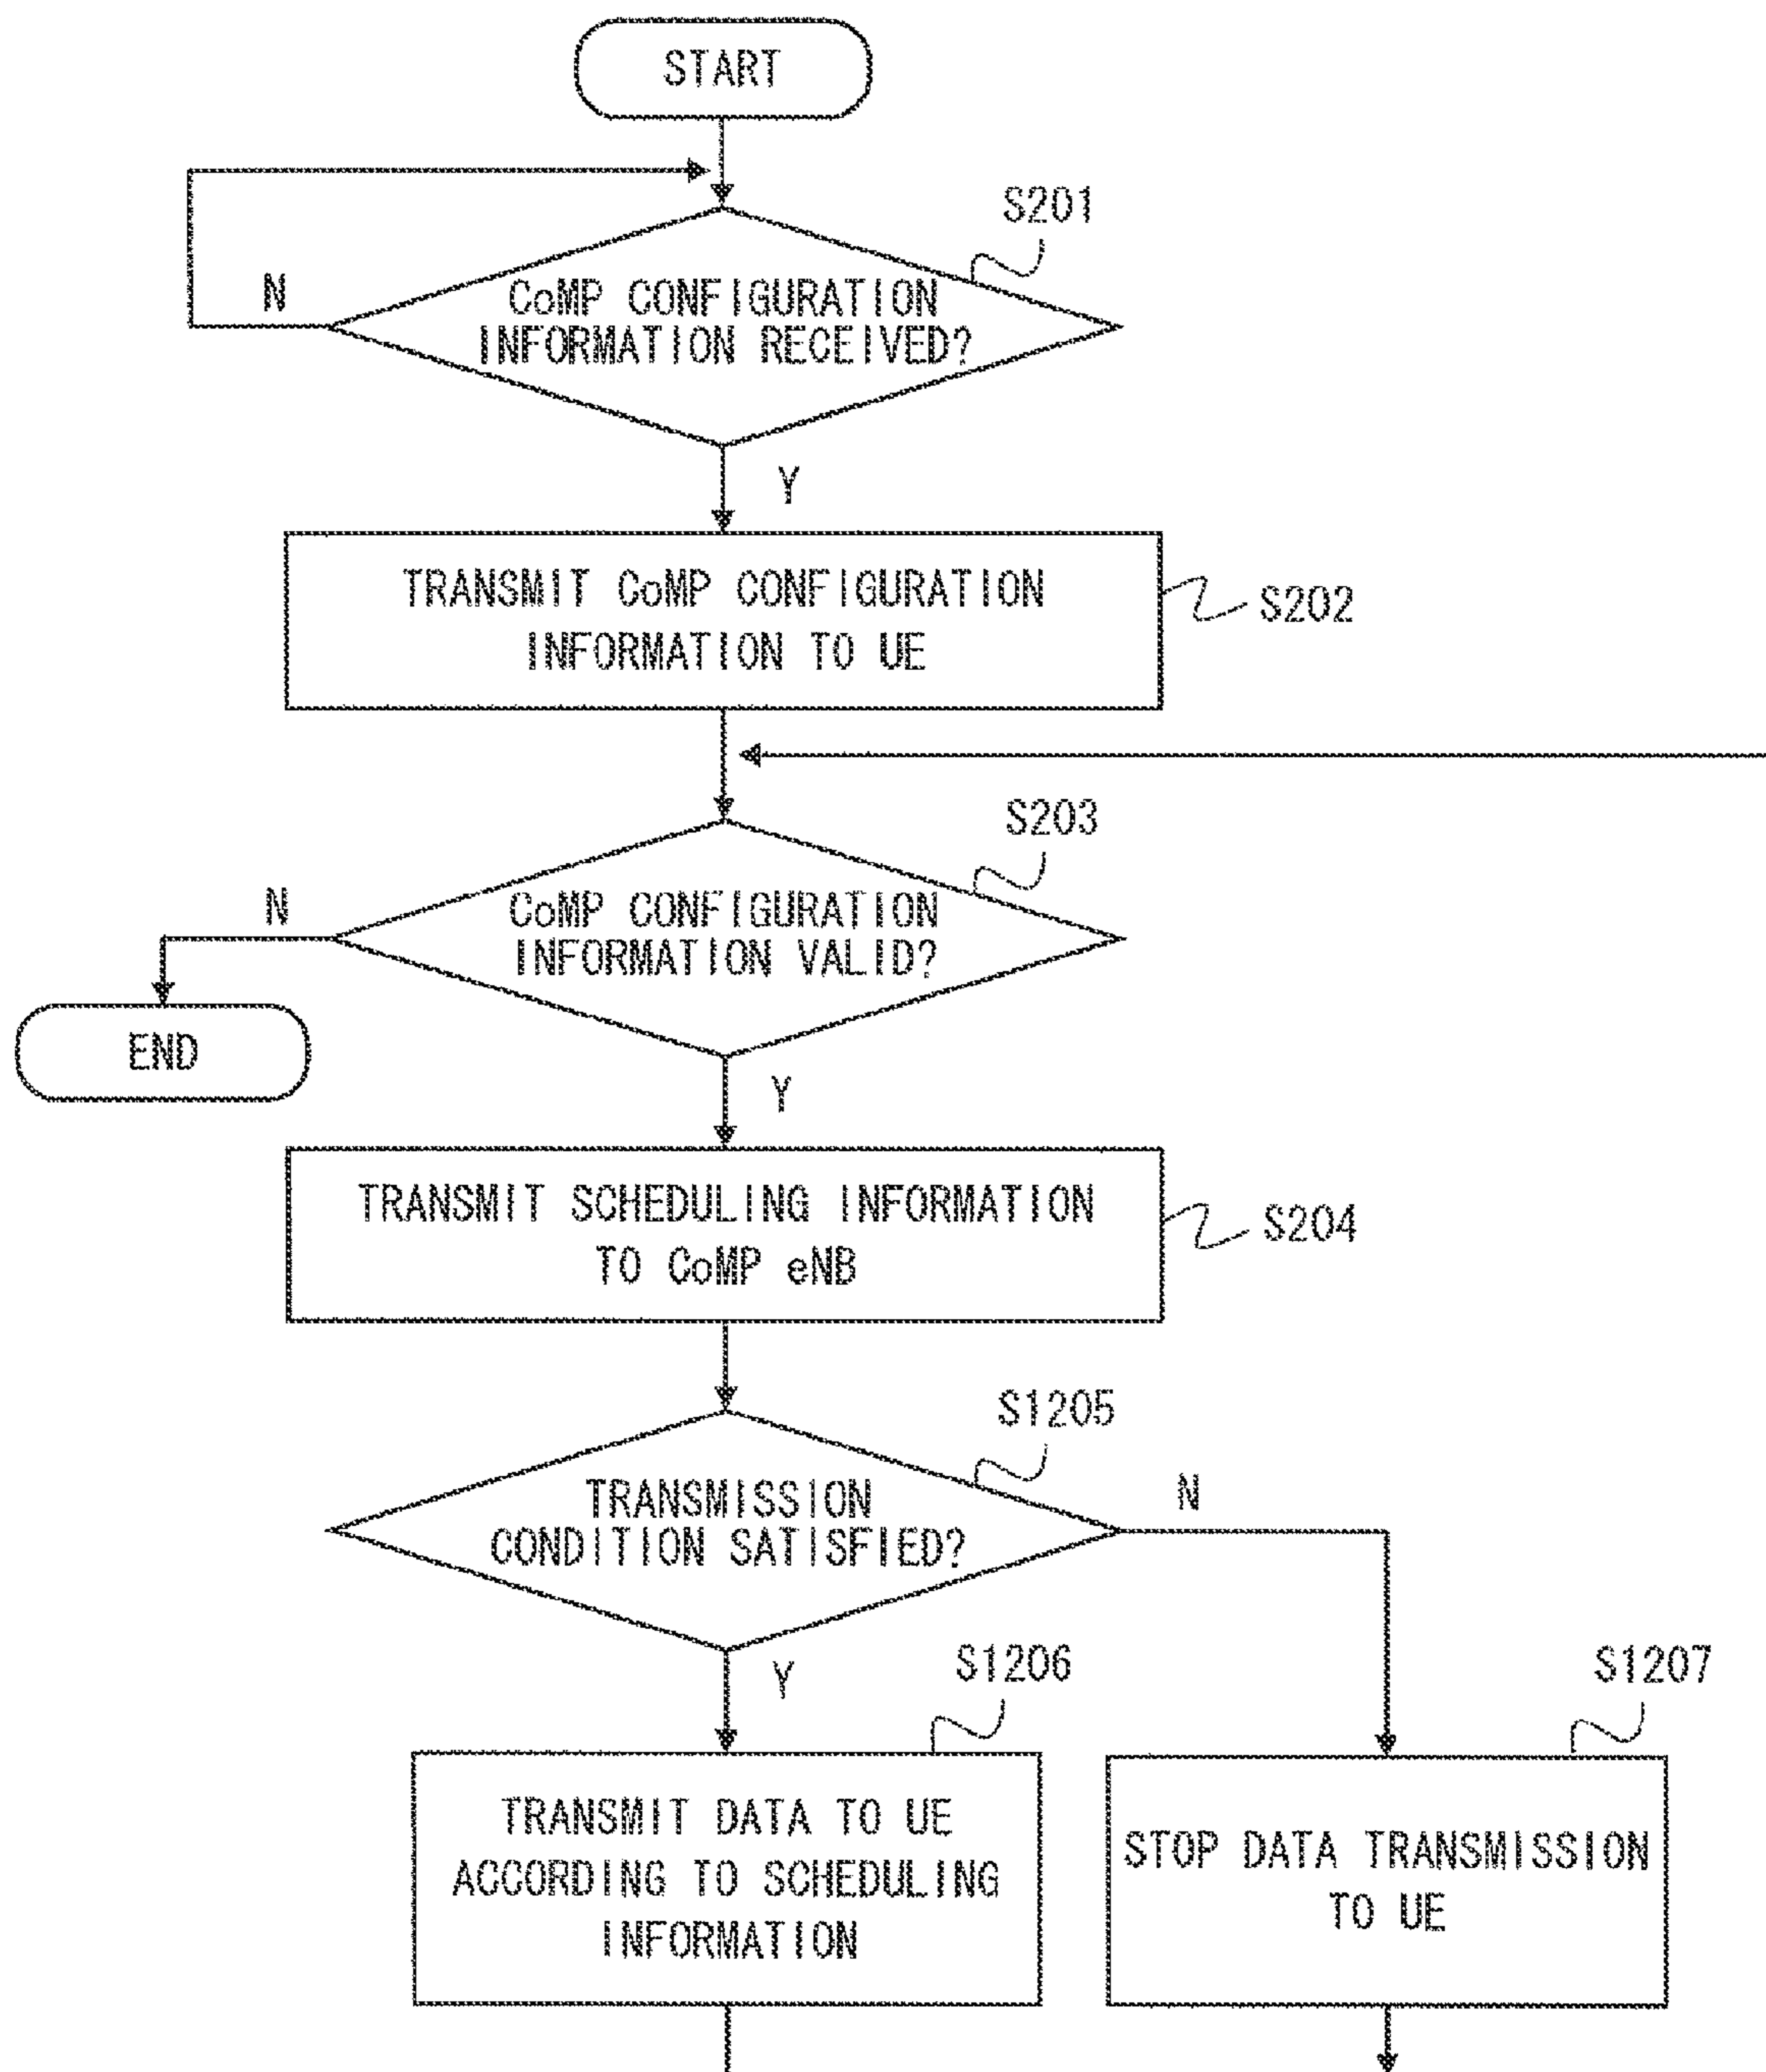 START
S201
N
CoMP CONFIGURATION
INFORMATION RECEIVED?
Y
TRANSMIT CoMP CONFIGURATION
INFORMATION TO UE
S202
S203
N
CoMP CONFIGURATION
INFORMATION VALID?
END
Y
TRANSMIT SCHEDULING INFORMATION
TO CoMP eNB
S204
S1205
TRANSMISSION
CONDITION SATISFIED?
N
Y
S1206
S1207
TRANSMIT DATA TO UE
ACCORDING TO SCHEDULING
INFORMATION
STOP DATA TRANSMISSION
TO UE